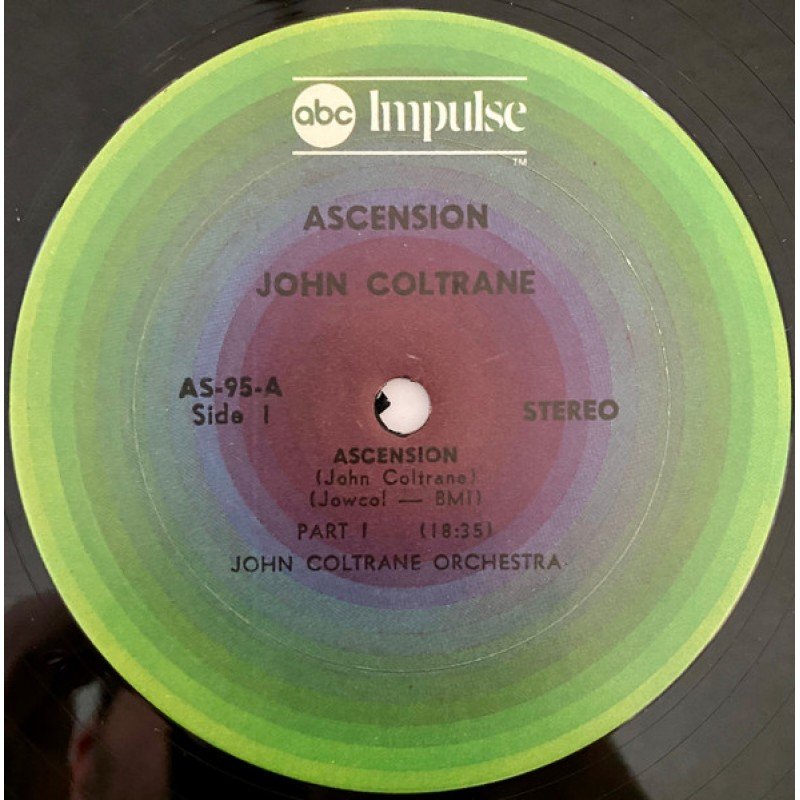 abc Impulse
TM
ASCENSION
JOHN COLTRANE
AS-95-A
Side 1
STEREO
ASCENSION
(John Coltrane)
(Jowcol — BMI)
PART 1 (18:35)
JOHN COLTRANE ORCHESTRA